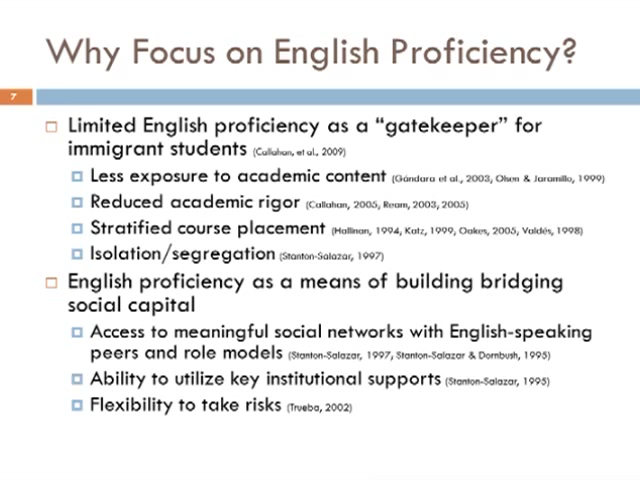 Why Focus on English Proficiency?
7
Limited English proficiency as a “gatekeeper” for
immigrant students (Callahan, et al., 2009)
Less exposure to academic content (Gándara et al., 2003, Olsen & Jaramillo, 1999)
Reduced academic rigor (Callahan, 2005, Ream, 2003, 2005)
Stratified course placement (Hallinan, 1994, Katz, 1999, Oakes, 2005, Valdés, 1998)
Isolation/segregation (Stanton-Salazar, 1997)
English proficiency as a means of building bridging
social capital
Access to meaningful social networks with English-speaking
peers and role models (Stanton-Salazar, 1997, Stanton-Salazar & Dornbush, 1995)
Ability to utilize key institutional supports (Stanton-Salazar, 1995)
Flexibility to take risks (Trueba, 2002)